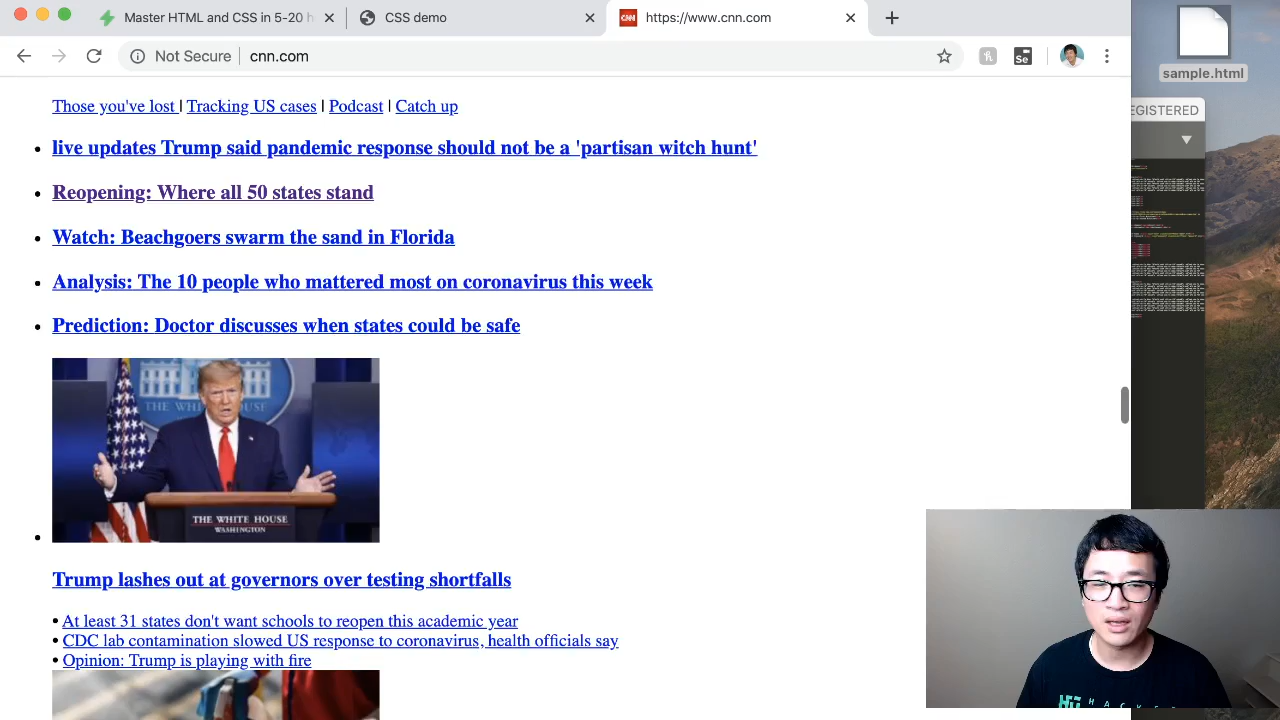 Master HTML and CSS in 5-20 h
CSS demo
CNN
https://www.cnn.com
Not Secure
cnn.com
Se
sample.html
EGISTERED
Those you've lost | Tracking US cases | Podcast | Catch up
live updates Trump said pandemic response should not be a 'partisan witch hunt'
Reopening: Where all 50 states stand
Watch: Beachgoers swarm the sand in Florida
Analysis: The 10 people who mattered most on coronavirus this week
Prediction: Doctor discusses when states could be safe
THE WHITE HOUSE
THE WHITE HOUSE
WASHINGTON
Trump lashes out at governors over testing shortfalls
• At least 31 states don't want schools to reopen this academic year
• CDC lab contamination slowed US response to coronavirus, health officials say
• Opinion: Trump is playing with fire